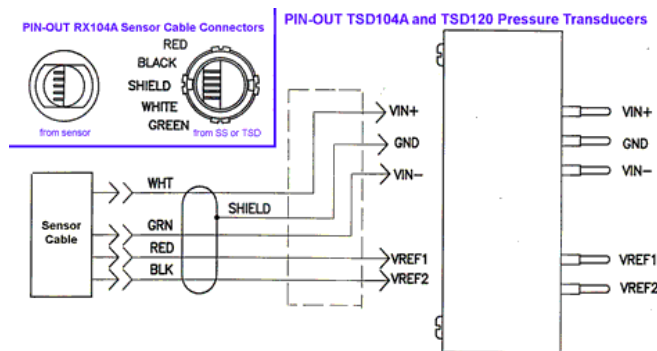 PIN-OUT RX104A Sensor Cable Connectors
RED
BLACK
SHIELD
WHITE
GREEN
from sensor
from SS or TSD
PIN-OUT TSD104A and TSD120 Pressure Transducers
VIN+
GND
VIN-
VIN+
GND
VIN-
WHT
SHIELD
Sensor
Cable
GRN
RED
BLK
VREF1
VREF2
VREF1
VREF2